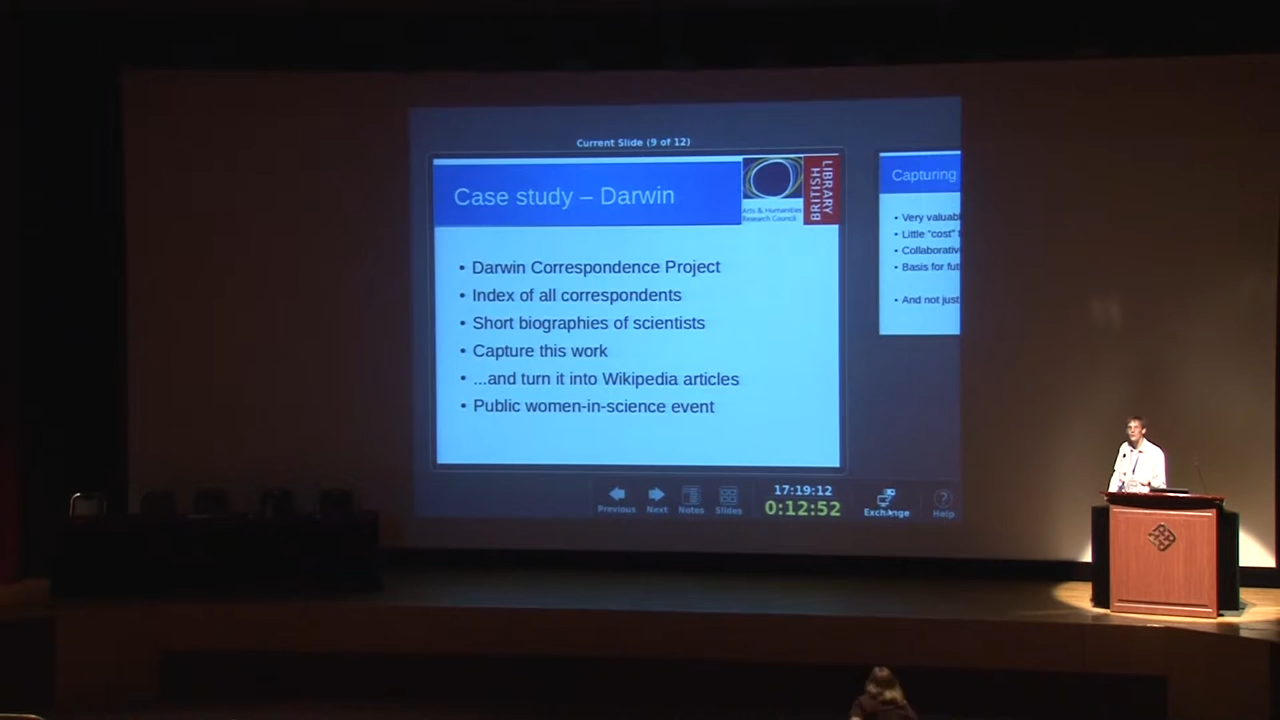 Current Slide (9 of 12)
Case study – Darwin
Arts & Humanities
Research Council
BRITISH
LIBRARY
• Darwin Correspondence Project
• Index of all correspondents
• Short biographies of scientists
• Capture this work
• ...and turn it into Wikipedia articles
• Public women-in-science event
Capturing
• Very
• Little "cost"
•
• Basis for
• And not just
Previous
Next
Notes
Slides
17:19:12
0:12:52
Exchange
Help